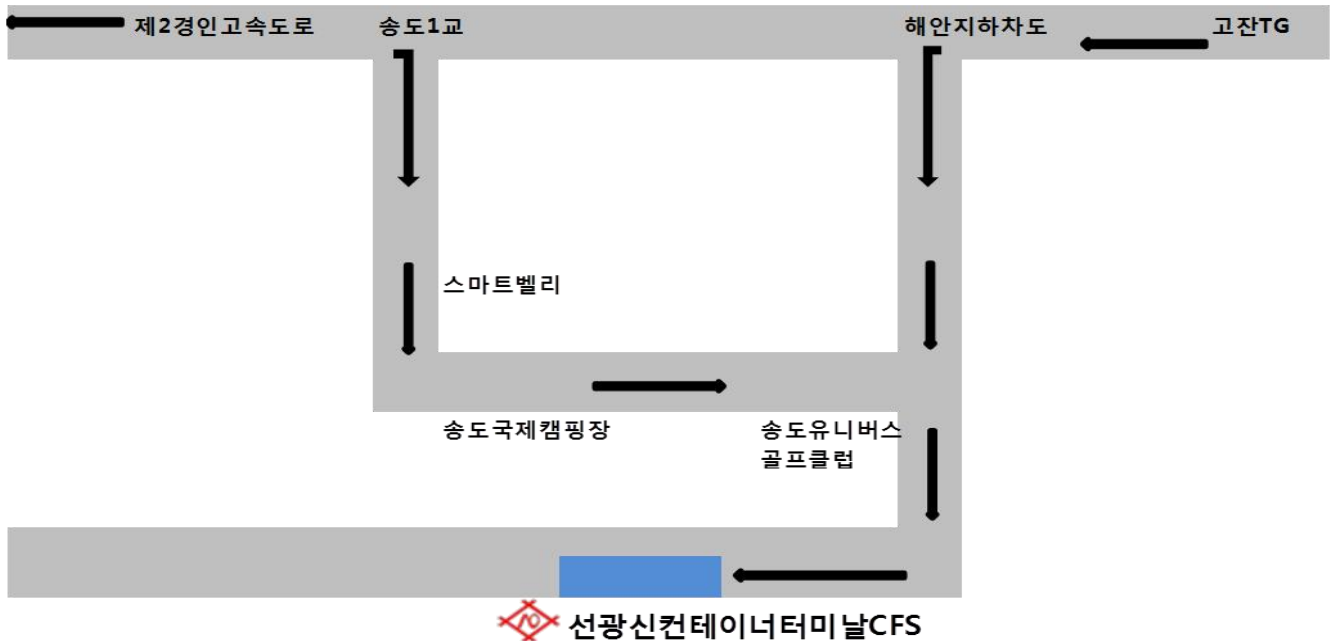 제2경인고속도로
송도1교
해안지하차도
고잔TG
스마트벨리
송도국제캠핑장
송도유니버스
골프클럽
선광신컨테이너터미날CFS